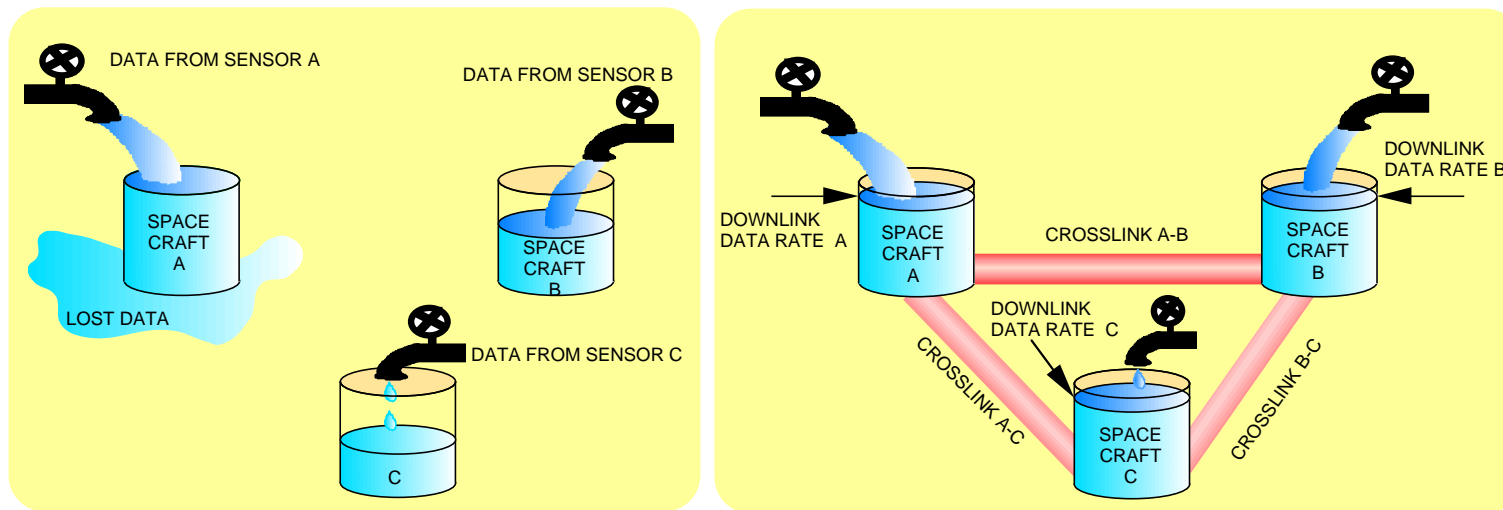 DATA FROM SENSOR A
DATA FROM SENSOR B
SPACE
CRAFT
A
SPACE
CRAFT
B
LOST DATA
DATA FROM SENSOR C
C
DOWNLINK
DATA RATE B
DOWNLINK
DATA RATE A
SPACE
CRAFT
A
CROSSLINK A-B
SPACE
CRAFT
B
DOWNLINK
DATA RATE C
CROSSLINK A-C
CROSSLINK B-C
SPACE
CRAFT
C